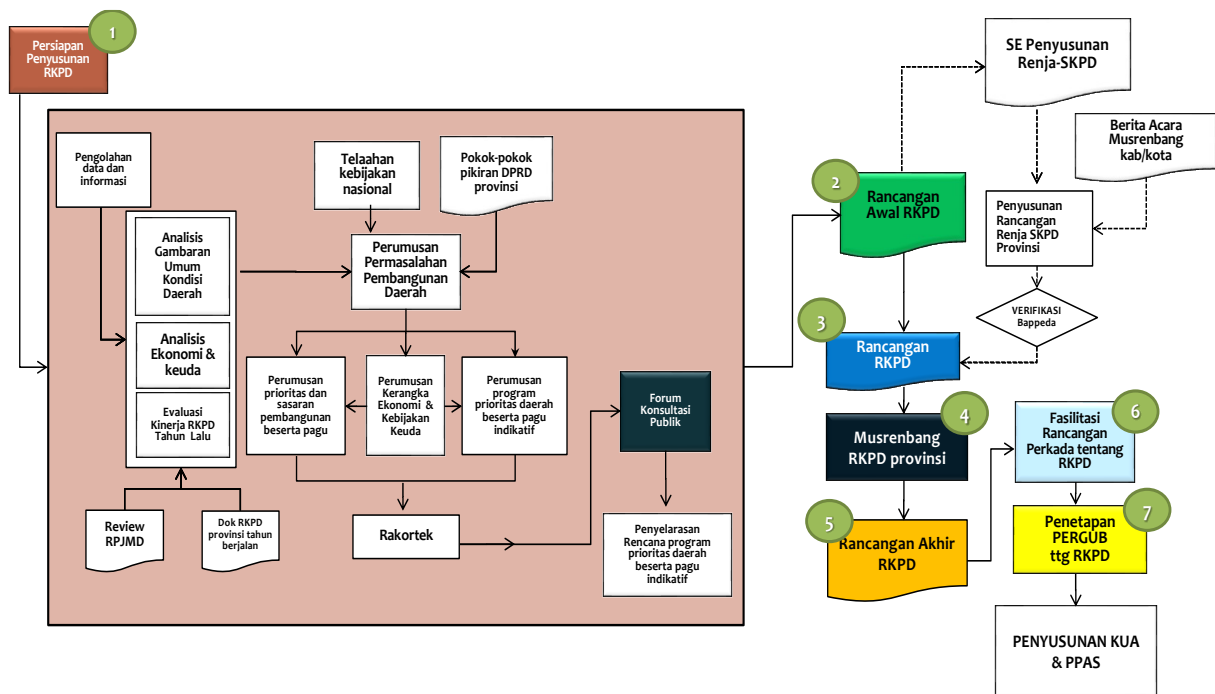 1
Persiapan
Penyusunan
RKPD
SE Penyusunan
Renja-SKPD
Berita Acara
Musrenbang
kab/kota
Pengolahan
data dan
informasi
Telaahan
kebijakan
nasional
Pokok-pokok
pikiran DPRD
provinsi
2
Rancangan
Awal RKPD
Penyusunan
Rancangan
Renja SKPD
Provinsi
Analisis
Gambaran
Umum
Kondisi
Daerah
Perumusan
Permasalahan
Pembangunan
Daerah
VERIFIKASI
Bappeda
3
Rancangan
RKPD
Analisis
Ekonomi &
keuda
Evaluasi
Kinerja RKPD
Tahun Lalu
Perumusan
prioritas dan
sasaran
pembangunan
beserta pagu
Perumusan
Kerangka
Ekonomi &
Kebijakan
Keuda
Perumusan
program
prioritas daerah
beserta pagu
indikatif
Forum
Konsultasi
Publik
4
Musrenbang
RKPD provinsi
6
Fasilitasi
Rancangan
Perkada tentang
RKPD
Review
RPJMD
Dok RKPD
provinsi tahun
berjalan
Rakortek
Penyelarasan
Rencana program
prioritas daerah
beserta pagu
indikatif
5
Rancangan Akhir
RKPD
7
Penetapan
PERGUB
ttg RKPD
PENYUSUNAN KUA
& PPAS